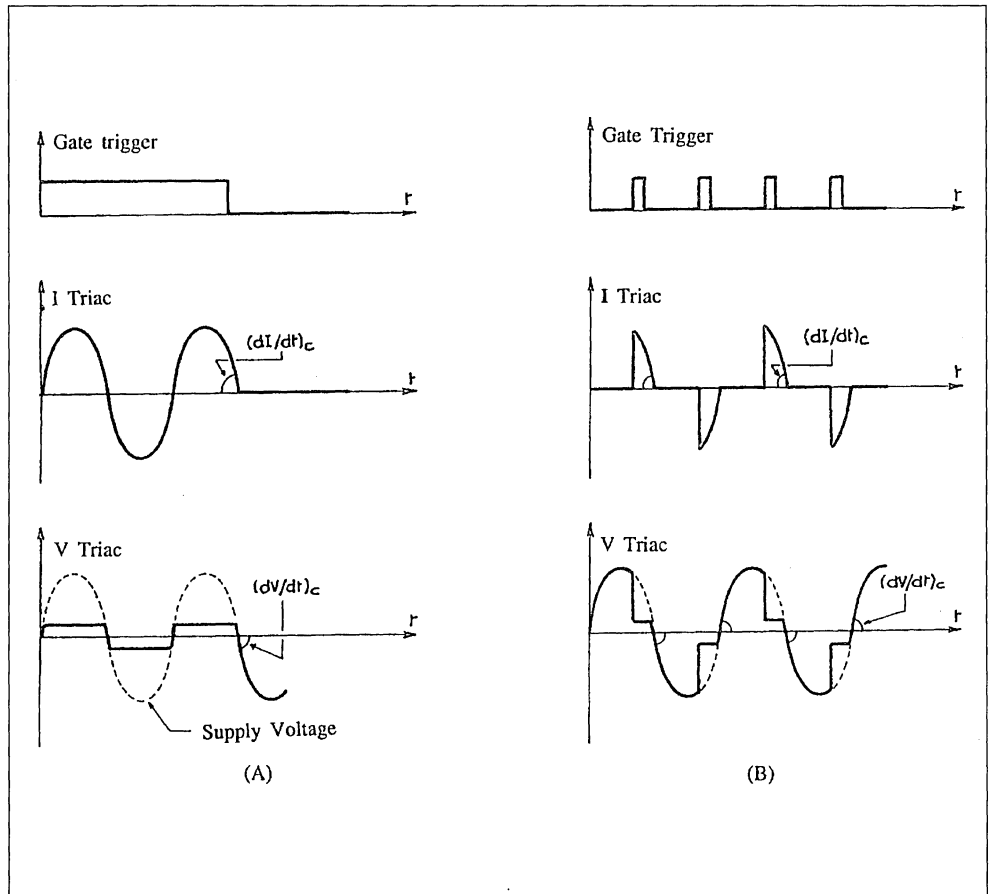 Gate trigger
t
I Triac
(dI/dt)c
t
V Triac
(dV/dt)c
t
Supply Voltage
(A)
Gate Trigger
t
I Triac
(dI/dt)c
t
V Triac
(dV/dt)c
t
(B)